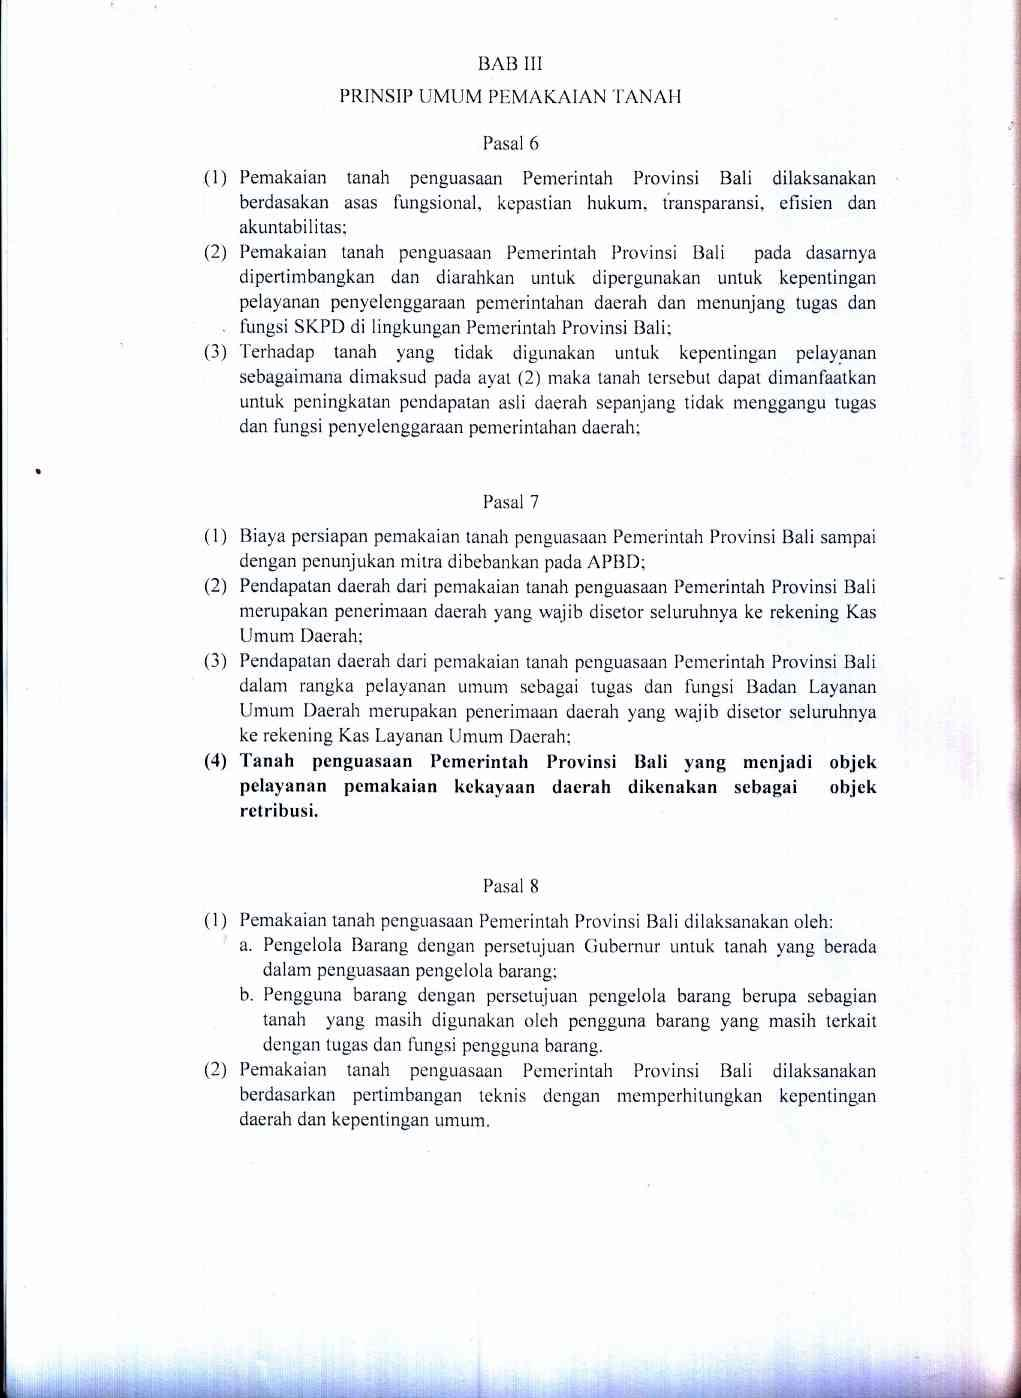 BAB III
PRINSIP UMUM PEMAKAIAN TANAH
Pasal 6
(1) Pemakaian tanah penguasaan Pemerintah Provinsi Bali dilaksanakan
berdasakan asas fungsional, kepastian hukum, transparansi, efisien dan
akuntabilitas;
(2) Pemakaian tanah penguasaan Pemerintah Provinsi Bali pada dasarnya
dipertimbangkan dan diarahkan untuk dipergunakan untuk kepentingan
pelayanan penyelenggaraan pemerintahan daerah dan menunjang tugas dan
fungsi SKPD di lingkungan Pemerintah Provinsi Bali;
(3) Terhadap tanah yang tidak digunakan untuk kepentingan pelayanan
sebagaimana dimaksud pada ayat (2) maka tanah tersebut dapat dimanfaatkan
untuk peningkatan pendapatan asli daerah sepanjang tidak menggangu tugas
dan fungsi penyelenggaraan pemerintahan daerah;
Pasal 7
(1) Biaya persiapan pemakaian tanah penguasaan Pemerintah Provinsi Bali sampai
dengan penunjukan mitra dibebankan pada APBD;
(2) Pendapatan daerah dari pemakaian tanah penguasaan Pemerintah Provinsi Bali
merupakan penerimaan daerah yang wajib disetor seluruhnya ke rekening Kas
Umum Daerah;
(3) Pendapatan daerah dari pemakaian tanah penguasaan Pemerintah Provinsi Bali
dalam rangka pelayanan umum sebagai tugas dan fungsi Badan Layanan
Umum Daerah merupakan penerimaan daerah yang wajib disetor seluruhnya
ke rekening Kas Layanan Umum Daerah;
(4) Tanah penguasaan Pemerintah Provinsi Bali yang menjadi objek
pelayanan pemakaian kekayaan daerah dikenakan sebagai objek
retribusi.
Pasal 8
(1) Pemakaian tanah penguasaan Pemerintah Provinsi Bali dilaksanakan oleh:
a. Pengelola Barang dengan persetujuan Gubernur untuk tanah yang berada
dalam penguasaan pengelola barang;
b. Pengguna barang dengan persetujuan pengelola barang berupa sebagian
tanah yang masih digunakan oleh pengguna barang yang masih terkait
dengan tugas dan fungsi pengguna barang.
(2) Pemakaian tanah penguasaan Pemerintah Provinsi Bali dilaksanakan
berdasarkan pertimbangan teknis dengan memperhitungkan kepentingan
daerah dan kepentingan umum.